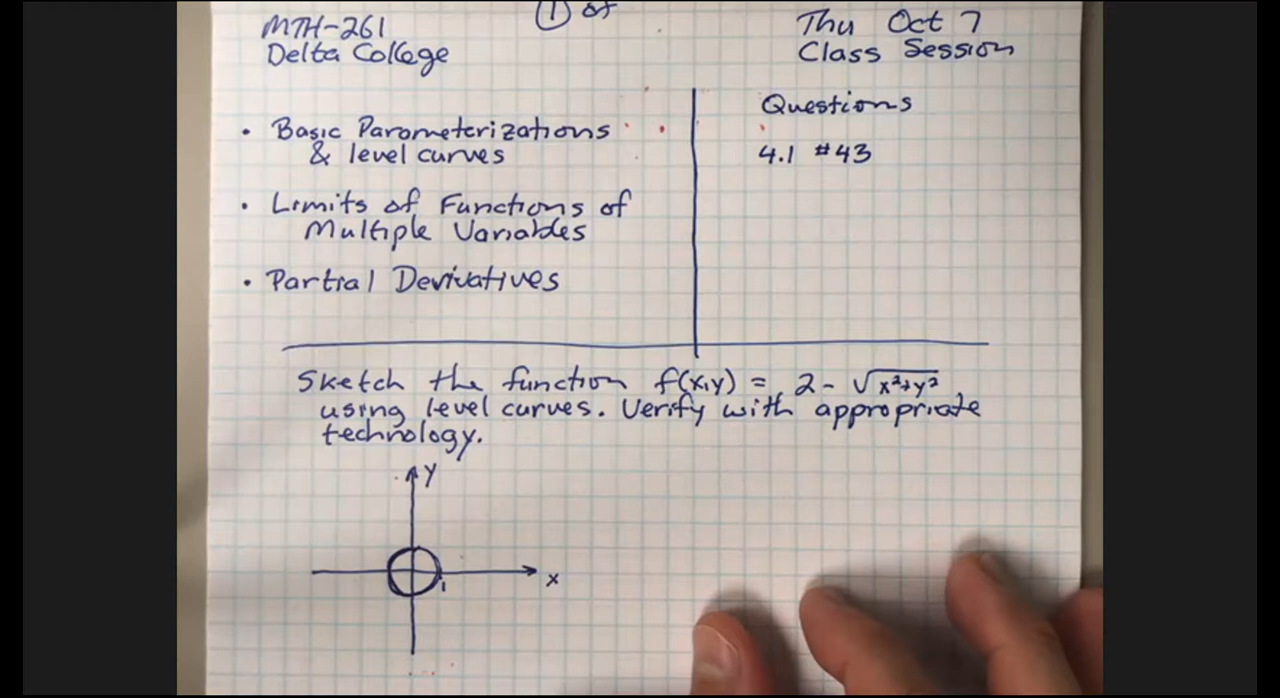 ① of
MTH-261
Delta College
Thu Oct 7
Class Session
• Basic Parameterizations
& level curves
• Limits of Functions of
Multiple Variables
• Partial Derivatives
Questions
4.1 #43
Sketch the function f(x,y) = 2 - √(x²+y²)
using level curves. Verify with appropriate
technology.
y
x
1